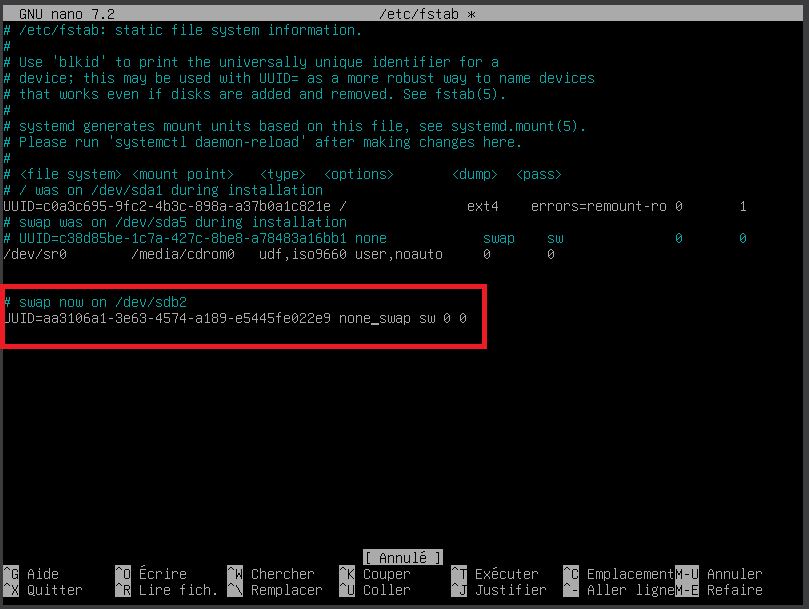 GNU nano 7.2 /etc/fstab *
# /etc/fstab: static file system information.
#
# Use 'blkid' to print the universally unique identifier for a
# device; this may be used with UUID= as a more robust way to name devices
# that works even if disks are added and removed. See fstab(5).
#
# systemd generates mount units based on this file, see systemd.mount(5).
# Please run 'systemctl daemon-reload' after making changes here.
#
# <file system> <mount point> <type> <options> <dump> <pass>
# / was on /dev/sda1 during installation
UUID=c0a3c695-9fc2-4b3c-898a-a37b0a1c821e / ext4 errors=remount-ro 0 1
# swap was on /dev/sda5 during installation
# UUID=c38d85be-1c7a-427c-8be8-a78483a16bb1 none swap sw 0 0
/dev/sr0 /media/cdrom0 udf,iso9660 user,noauto 0 0
# swap now on /dev/sdb2
UUID=aa3106a1-3e63-4574-a189-e5445fe022e9 none_swap sw 0 0
[ Annulé ]
^G Aide ^O Écrire ^W Chercher ^K Couper ^T Exécuter ^C Emplacement M-U Annuler
^X Quitter ^R Lire fich. ^\ Remplacer ^U Coller ^J Justifier ^- Aller ligne M-E Refaire